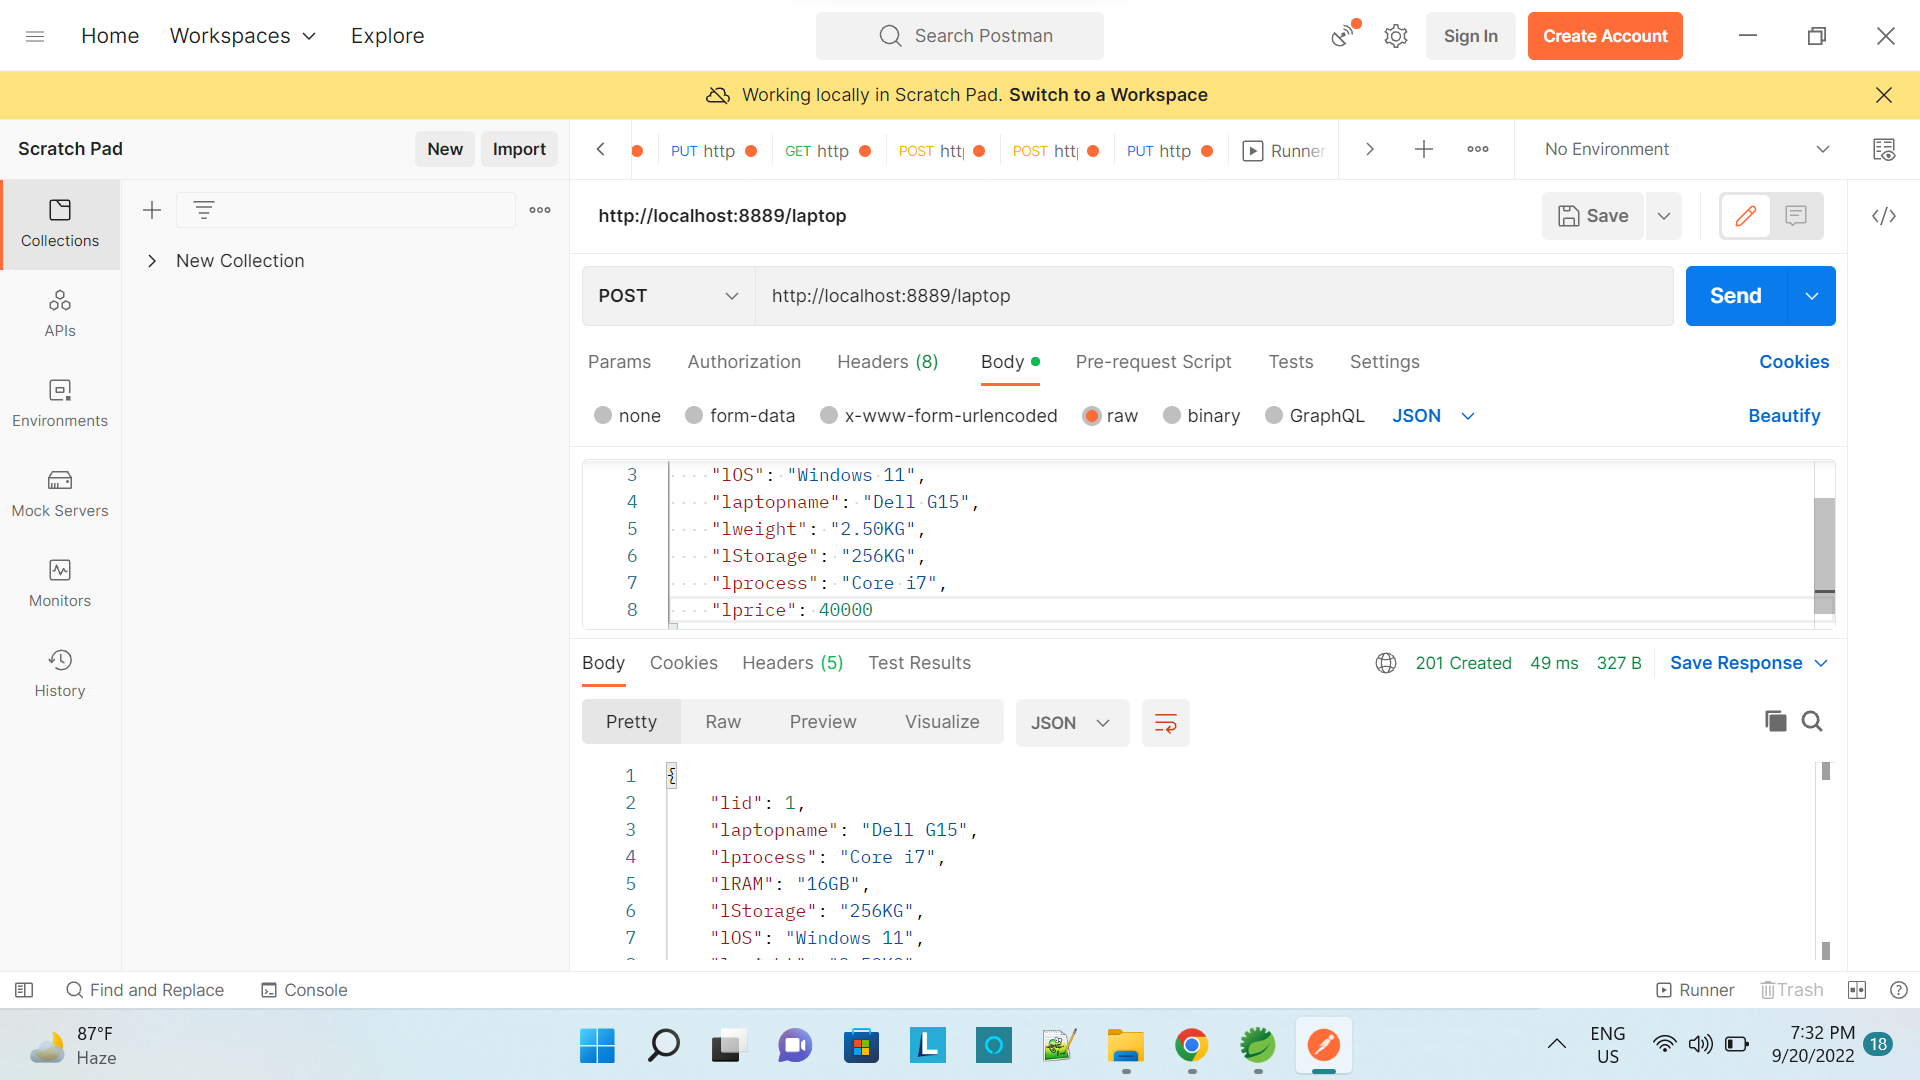 Home Workspaces Explore Search Postman Sign In Create Account
Working locally in Scratch Pad. Switch to a Workspace
Scratch Pad New Import PUT http GET http POST htt POST htt PUT http Runner No Environment
Collections
APIs
Environments
Mock Servers
Monitors
History
New Collection
http://localhost:8889/laptop Save
POST http://localhost:8889/laptop Send
Params Authorization Headers (8) Body Pre-request Script Tests Settings Cookies
none form-data x-www-form-urlencoded raw binary GraphQL JSON Beautify
3 "lOS": "Windows 11",
4 "laptopname": "Dell G15",
5 "lweight": "2.50KG",
6 "lStorage": "256KG",
7 "lprocess": "Core i7",
8 "lprice": 40000
Body Cookies Headers (5) Test Results 201 Created 49 ms 327 B Save Response
Pretty Raw Preview Visualize JSON
1 {
2 "lid": 1,
3 "laptopname": "Dell G15",
4 "lprocess": "Core i7",
5 "lRAM": "16GB",
6 "lStorage": "256KG",
7 "lOS": "Windows 11",
Find and Replace Console Runner Trash
87°F
Haze
L
ENG
US
7:32 PM
9/20/2022
18